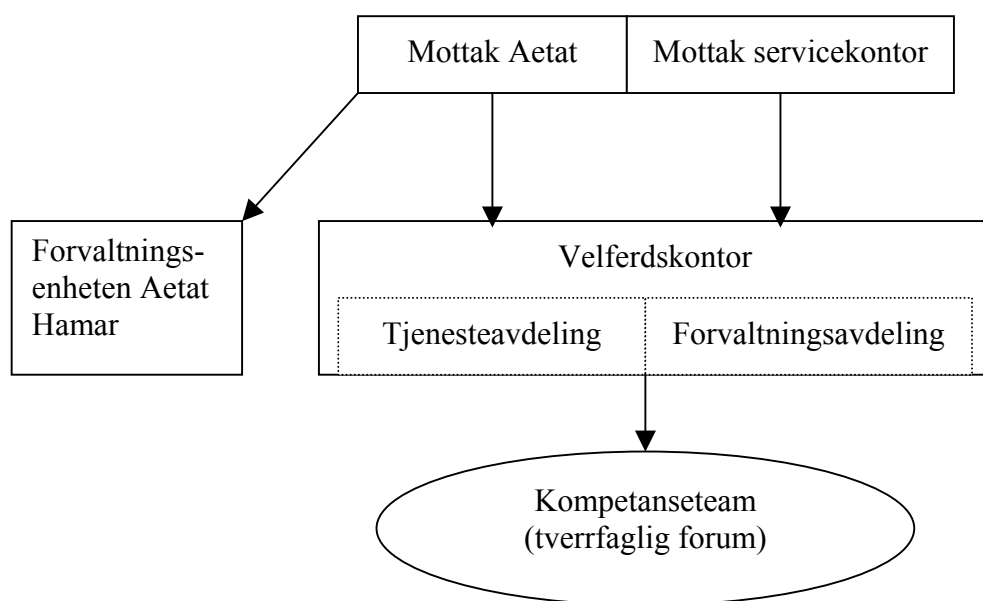 Mottak Aetat
Mottak servicekontor
Forvaltnings-
enheten Aetat
Hamar
Velferdskontor
Tjenesteavdeling
Forvaltningsavdeling
Kompetanseteam
(tverrfaglig forum)